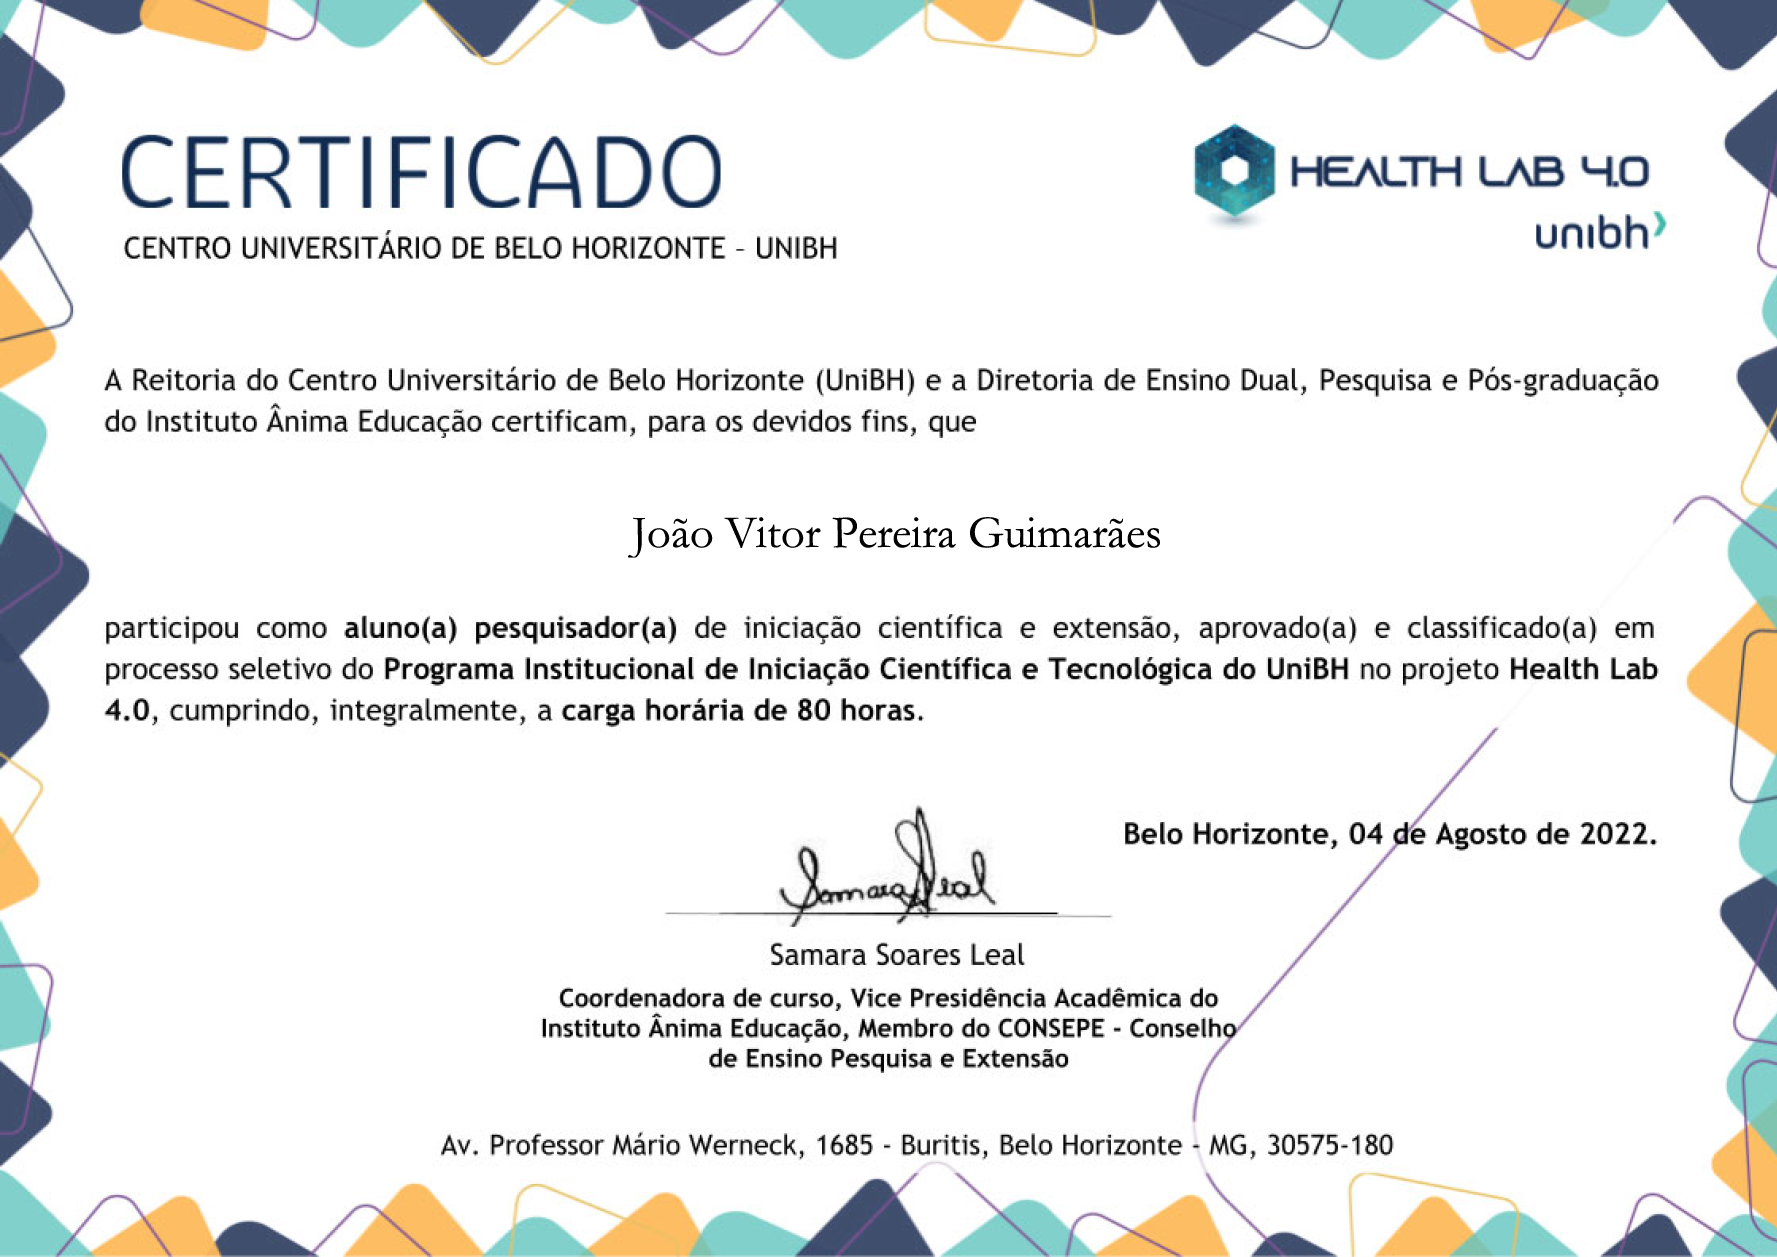 CERTIFICADO
CENTRO UNIVERSITÁRIO DE BELO HORIZONTE – UNIBH
HEALTH LAB 4.0
unibh
A Reitoria do Centro Universitário de Belo Horizonte (UniBH) e a Diretoria de Ensino Dual, Pesquisa e Pós-graduação
do Instituto Ânima Educação certificam, para os devidos fins, que
João Vitor Pereira Guimarães
participou como aluno(a) pesquisador(a) de iniciação científica e extensão, aprovado(a) e classificado(a) em
processo seletivo do Programa Institucional de Iniciação Científica e Tecnológica do UniBH no projeto Health Lab
4.0, cumprindo, integralmente, a carga horária de 80 horas.
Belo Horizonte, 04 de Agosto de 2022.
Samara Leal
Samara Soares Leal
Coordenadora de curso, Vice Presidência Acadêmica do
Instituto Ânima Educação, Membro do CONSEPE - Conselho
de Ensino Pesquisa e Extensão
Av. Professor Mário Werneck, 1685 - Buritis, Belo Horizonte - MG, 30575-180